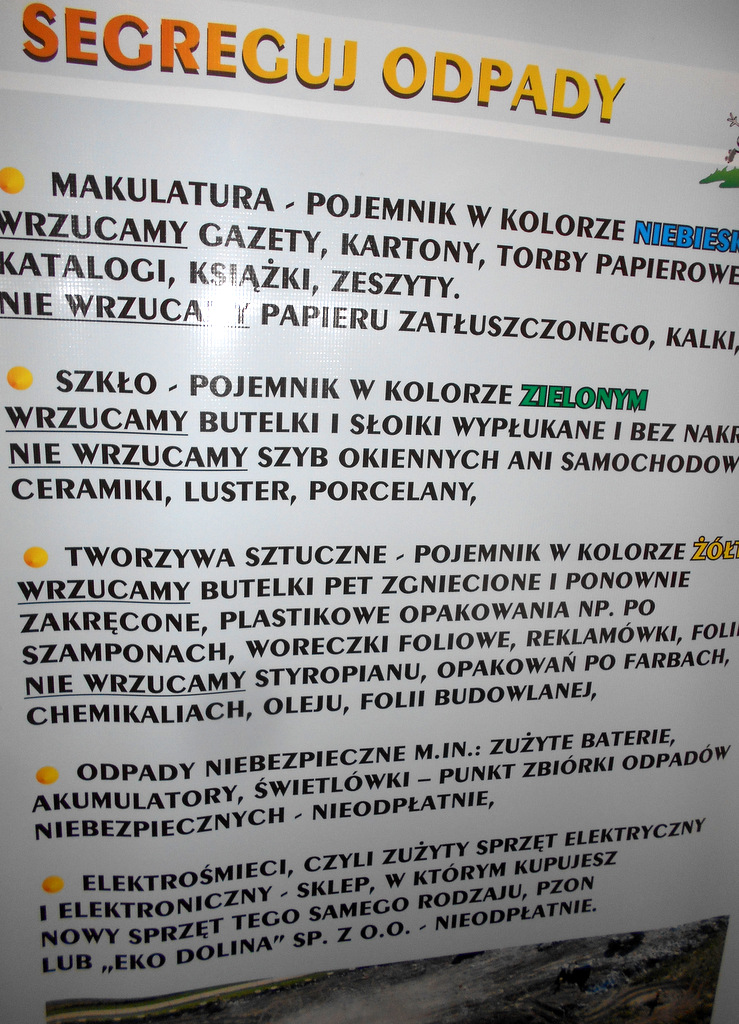 SEGREGUJ ODPADY
MAKULATURA - POJEMNIK W KOLORZE
WRZUCAMY GAZETY, KARTONY, TORBY PAPIEROWE
KATALOGI, KSIĄŻKI, ZESZYTY.
NIE WRZUCAMY PAPIERU ZATŁUSZCZONEGO, KALKI,
SZKŁO - POJEMNIK W KOLORZE ZIELONYM
WRZUCAMY BUTELKI I SŁOIKI WYPŁUKANE I BEZ
NIE WRZUCAMY SZYB OKIENNYCH ANI
CERAMIKI, LUSTER, PORCELANY,
TWORZYWA SZTUCZNE - POJEMNIK W KOLORZE
WRZUCAMY BUTELKI PET ZGNIECIONE I PONOWNIE
ZAKRĘCONE, PLASTIKOWE OPAKOWANIA NP. PO
SZAMPONACH, WORECZKI FOLIOWE, REKLAMÓWKI,
NIE WRZUCAMY STYROPIANU, OPAKOWAŃ PO FARBACH,
CHEMIKALIACH, OLEJU, FOLII BUDOWLANEJ,
ODPADY NIEBEZPIECZNE M.IN.: ZUŻYTE BATERIE,
AKUMULATORY, ŚWIETLÓWKI – PUNKT ZBIÓRKI ODPADÓW
NIEBEZPIECZNYCH - NIEODPŁATNIE,
ELEKTROŚMIECI, CZYLI ZUŻYTY SPRZĘT ELEKTRYCZNY
I ELEKTRONICZNY - SKLEP, W KTÓRYM KUPUJESZ
NOWY SPRZĘT TEGO SAMEGO RODZAJU, PZON
LUB „EKO DOLINA" SP. Z O.O. - NIEODPŁATNIE.